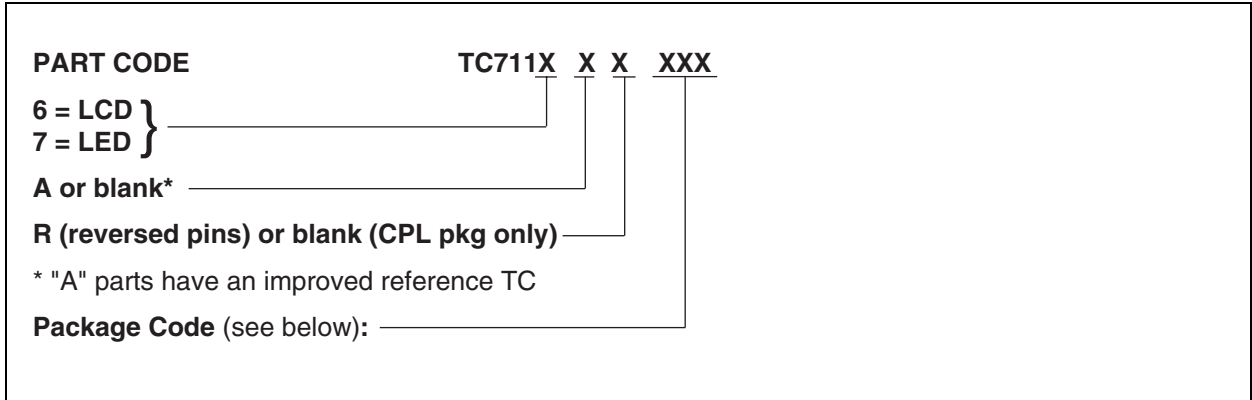 PART CODE TC711X X X XXX
6 = LCD
7 = LED
A or blank*
R (reversed pins) or blank (CPL pkg only)
* "A" parts have an improved reference TC
Package Code (see below):